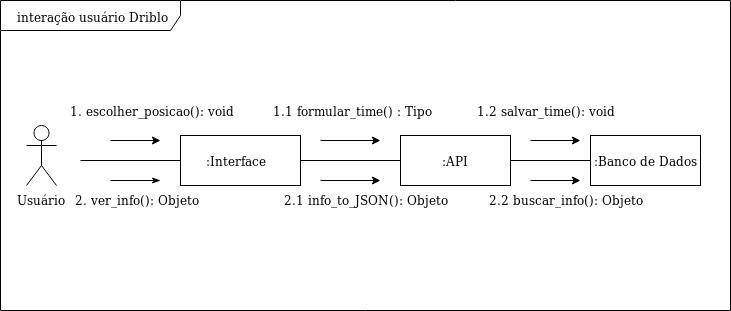 interação usuário Driblo
1. escolher_posicao(): void
1.1 formular_time() : Tipo
1.2 salvar_time(): void
:Interface
:API
:Banco de Dados
Usuário
2. ver_info(): Objeto
2.1 info_to_JSON(): Objeto
2.2 buscar_info(): Objeto